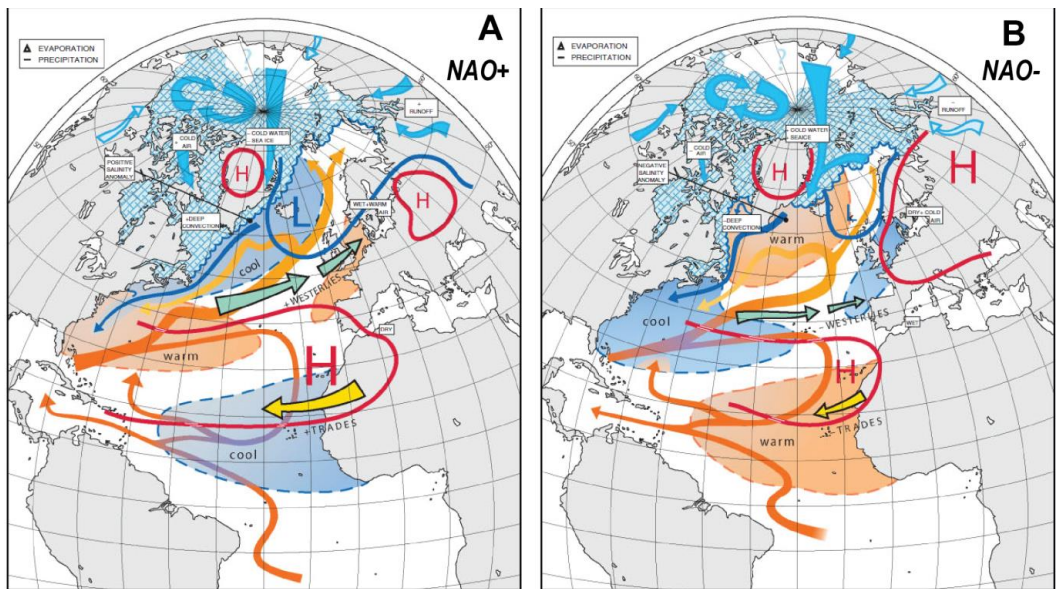 A
NAO+
EVAPORATION
PRECIPITATION
+
RUNOFF
- COLD WATER
SEA ICE
COLD
AIR
POSITIVE
SALINITY
ANOMALY
H
+DEEP
CONVECTION
L
WET+WARM
AIR
H
cool
+ WESTERLIES
DRY
warm
H
+TRADES
cool
B
NAO-
EVAPORATION
PRECIPITATION
–
RUNOFF
- COLD WATER
SEAICE
-COLD
AIR
NEGATIVE
SALINITY
ANOMALY
H
H
-DEEP
CONVECTION
L
DRY+ COLD
AIR
warm
cool
– WESTERLIES
WET
H
– TRADES
warm